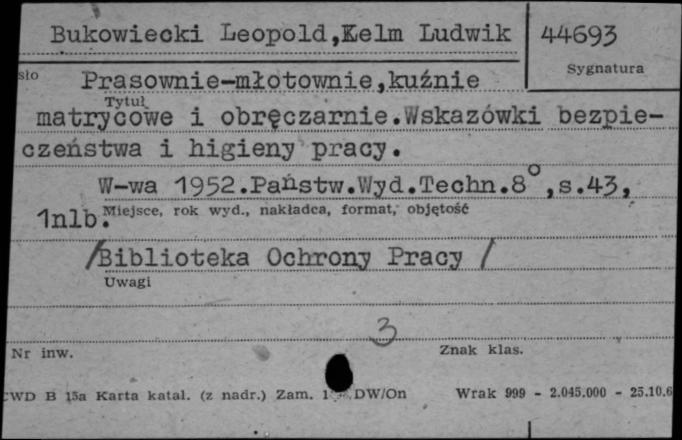 Bukowiecki Leopold,Kelm Ludwik 44693
Sygnatura
sło Prasownie-młotownie,kuźnie
Tytuł
matrycowe i obręczarnie.Wskazówki bezpie-
czeństwa i higieny pracy.
W-wa 1952.Państw.Wyd.Techn.8°,s.43,
1nlb.
Miejsce, rok wyd., nakładca, format, objętość
/Biblioteka Ochrony Pracy /
Uwagi
3
Nr inw. Znak klas.
CWD B 15a Karta katal. (z nadr.) Zam. DW/On Wrak 999 - 2.045.000 - 25.10.6